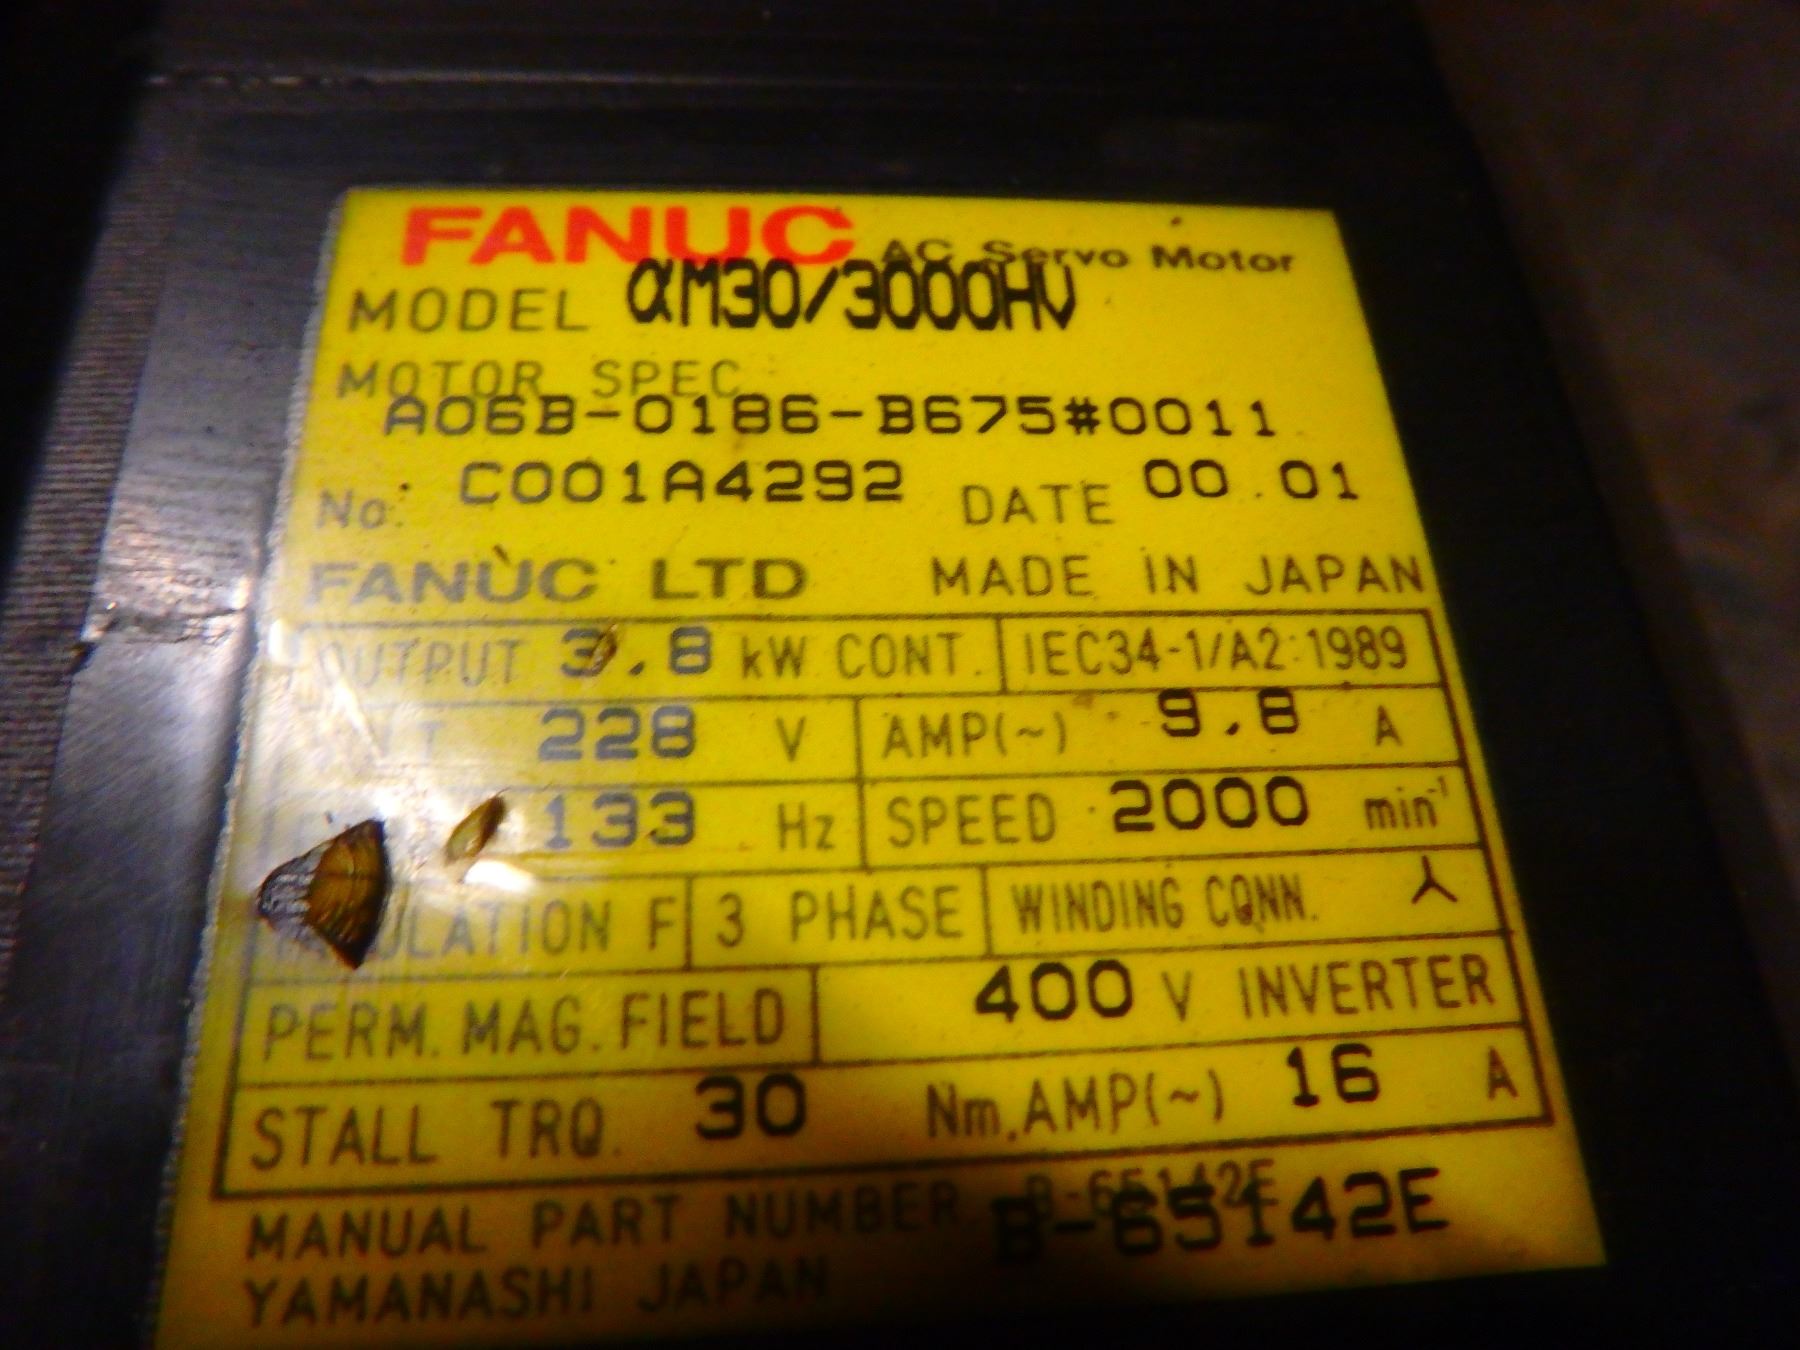 FANUC AC Servo Motor
MODEL αM30/3000HV
MOTOR SPEC.
A06B-0186-B675#0011
No. C001A4292 DATE 00.01
FANUC LTD MADE IN JAPAN
OUTPUT 3.8 kW CONT. IEC34-1/A2:1989
228 V AMP(~) 9.8 A
133 Hz SPEED 2000 min⁻¹
F 3 PHASE WINDING CONN. ⅄
PERM. MAG. FIELD 400 V INVERTER
STALL TRQ. 30 Nm, AMP(~) 16 A
MANUAL PART NUMBER B-65142E
B-65142E
YAMANASHI JAPAN